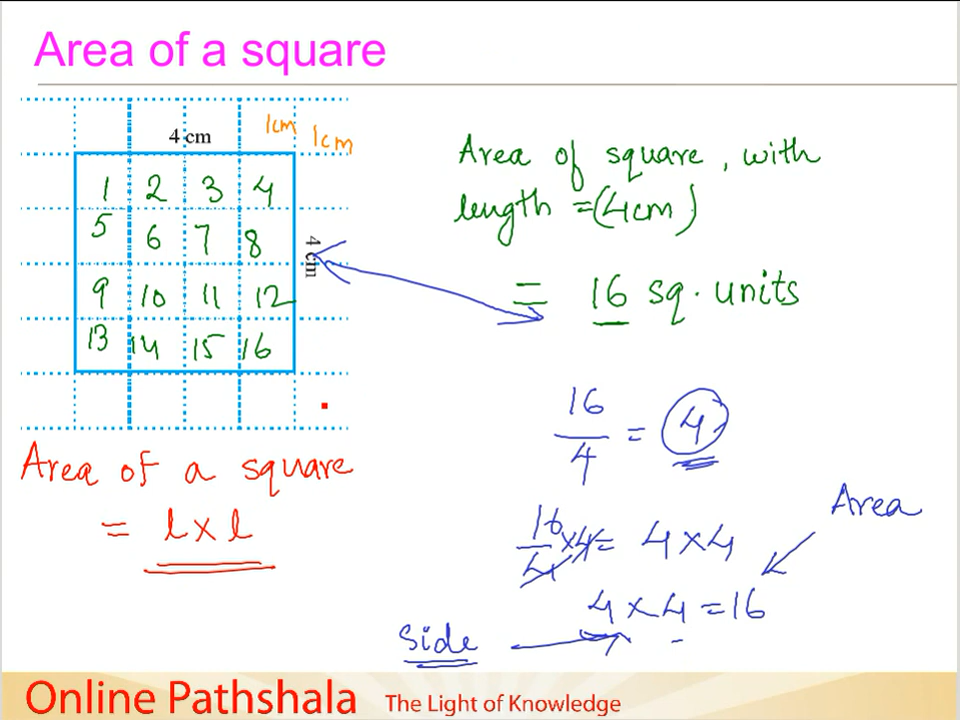 Area of a square
4 cm
1cm
1cm
1 2 3 4
5 6 7 8
9 10 11 12
13 14 15 16
4 cm
Area of square, with
length =(4cm)
= 16 sq. units
16
4
= 4
16
4
×4= 4×4
4×4=16
Area
Side
Area of a square
= l×l
Online Pathshala The Light of Knowledge